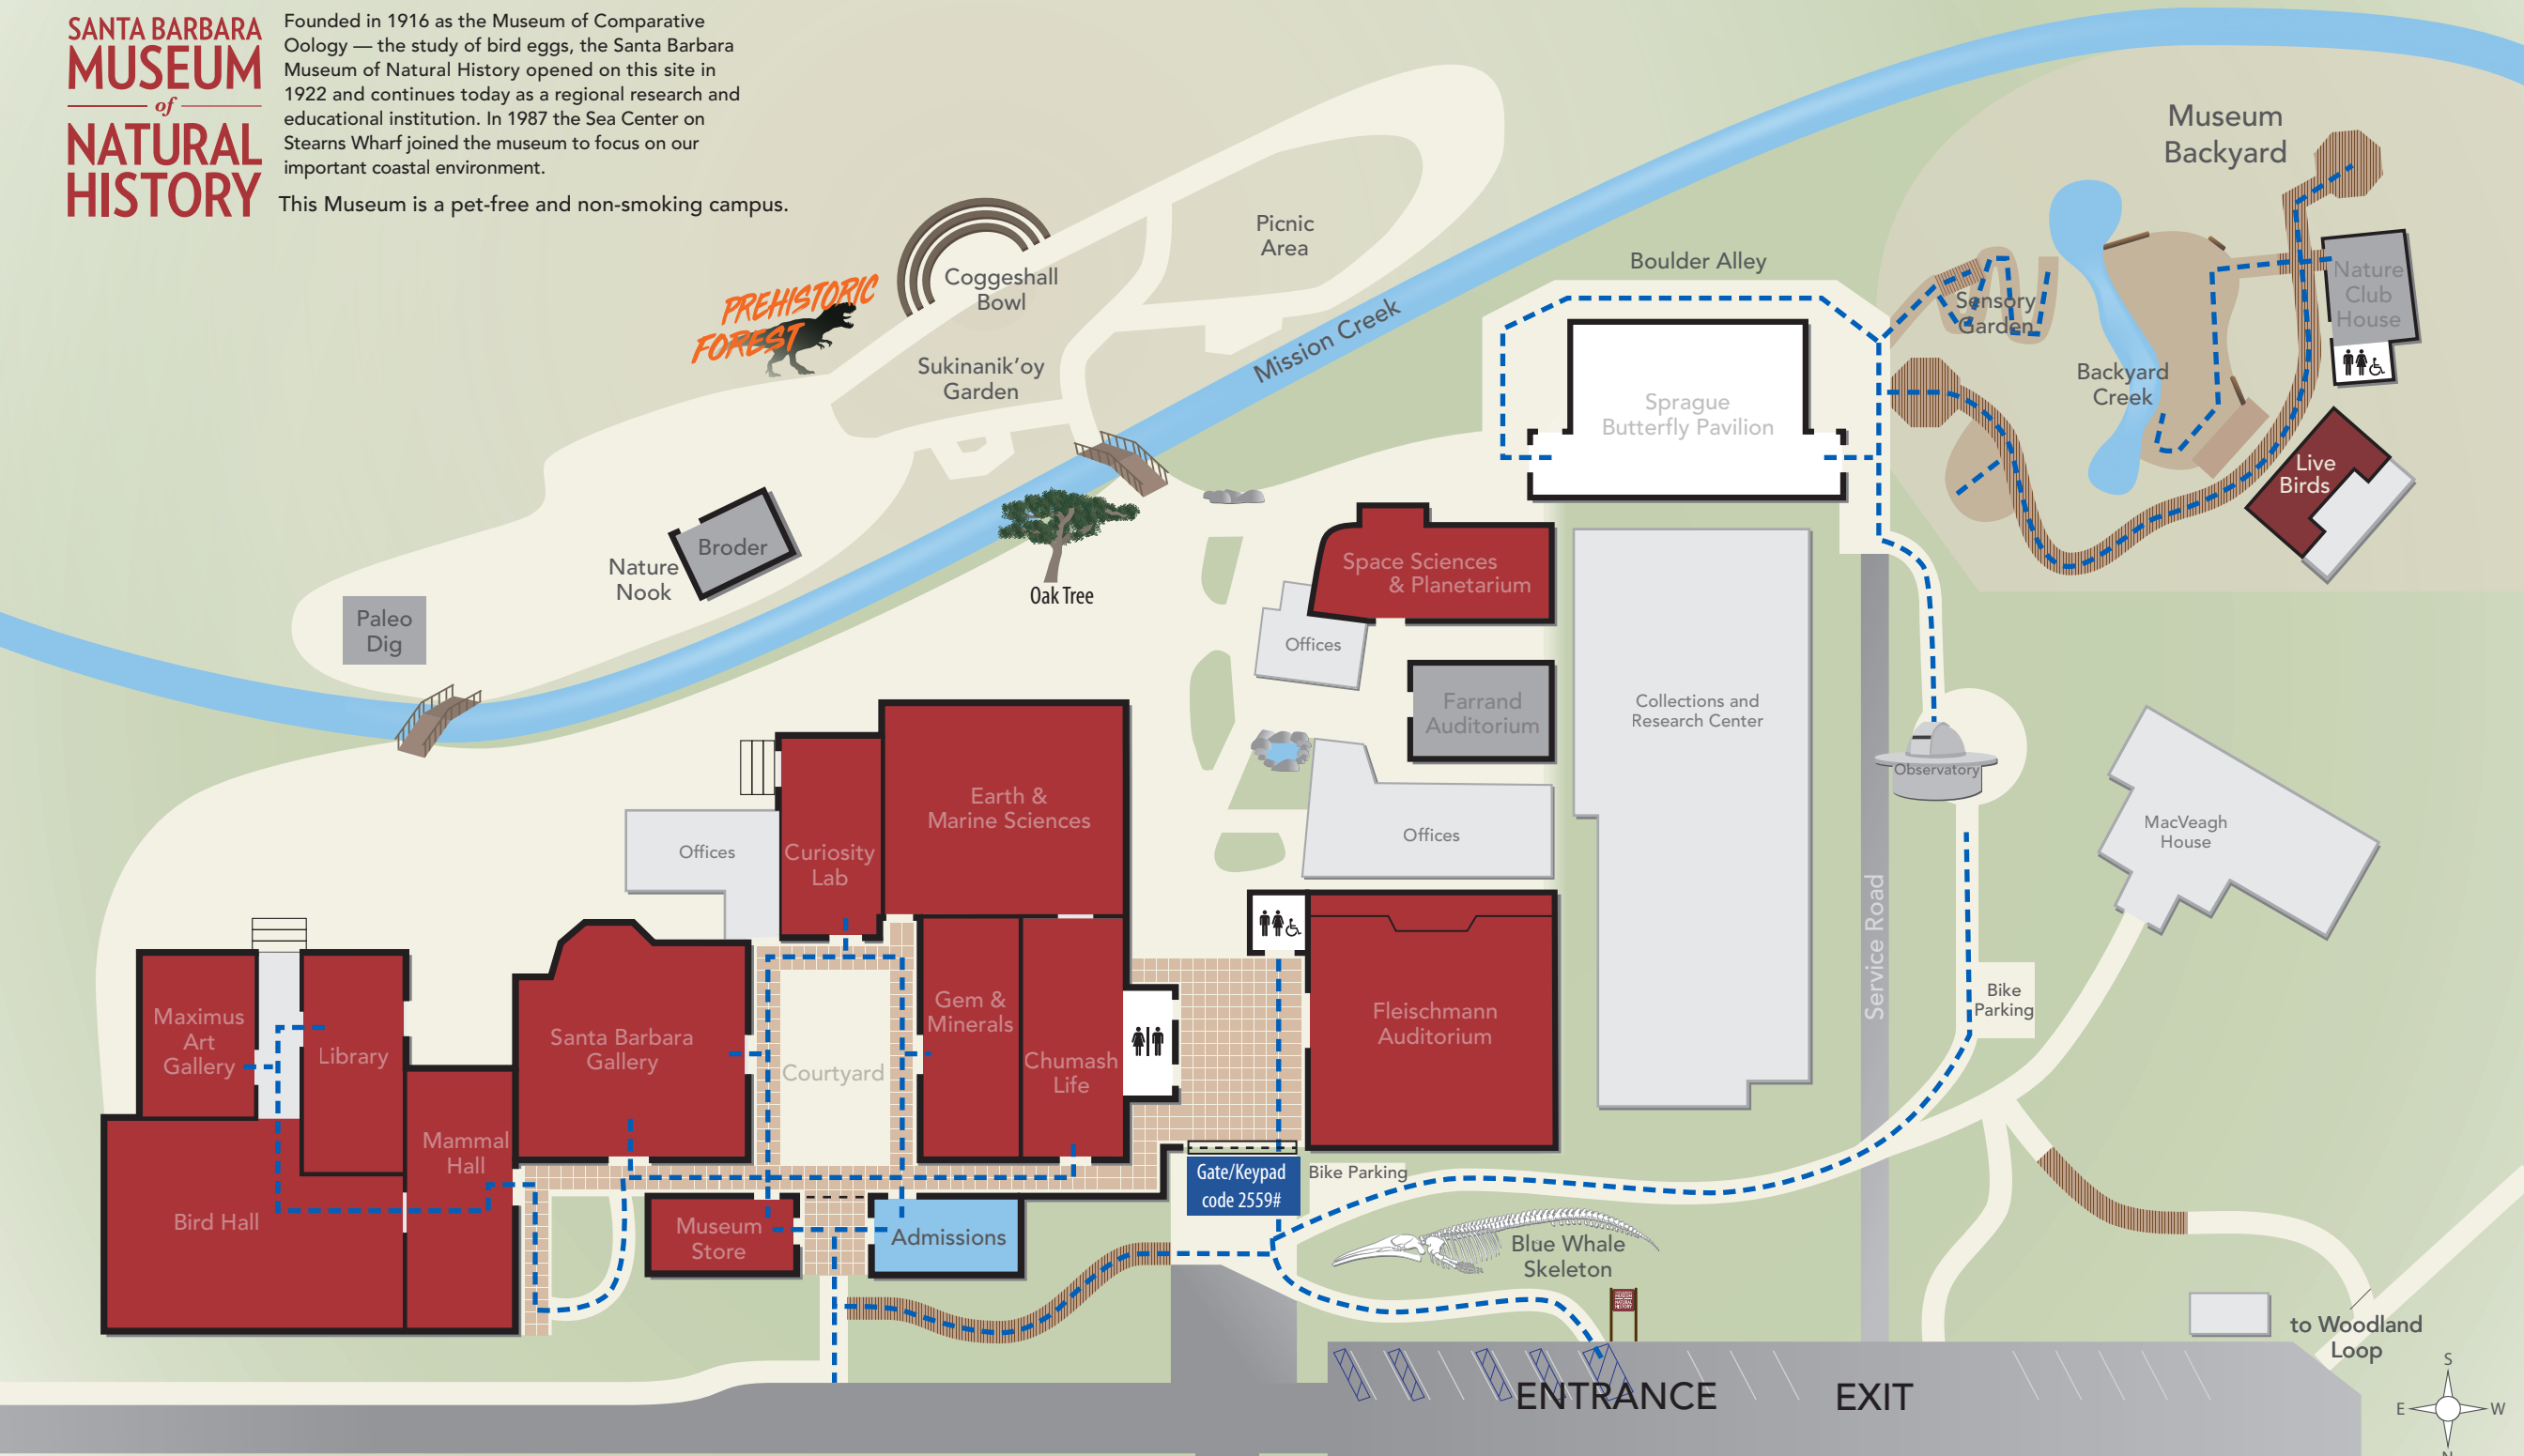 SANTA BARBARA
MUSEUM
of
NATURAL
HISTORY
Founded in 1916 as the Museum of Comparative
Oology — the study of bird eggs, the Santa Barbara
Museum of Natural History opened on this site in
1922 and continues today as a regional research and
educational institution. In 1987 the Sea Center on
Stearns Wharf joined the museum to focus on our
important coastal environment.
This Museum is a pet-free and non-smoking campus.
Museum
Backyard
Picnic
Area
Boulder Alley
Coggeshall
Bowl
PREHISTORIC
FOREST
Sukinanik’oy
Garden
Mission Creek
Sensory
Garden
Nature
Club
House
Backyard
Creek
Sprague
Butterfly Pavilion
Live
Birds
Broder
Nature
Nook
Oak Tree
Paleo
Dig
Space Sciences
& Planetarium
Offices
Farrand
Auditorium
Collections and
Research Center
Observatory
MacVeagh
House
Earth &
Marine Sciences
Curiosity
Lab
Offices
Offices
Service Road
Bike
Parking
Maximus
Art
Gallery
Library
Santa Barbara
Gallery
Courtyard
Gem &
Minerals
Chumash
Life
Fleischmann
Auditorium
Mammal
Hall
Bird Hall
Museum
Store
Admissions
Gate/Keypad
code 2559#
Bike Parking
Blue Whale
Skeleton
to Woodland
Loop
ENTRANCE
EXIT
S
E
W